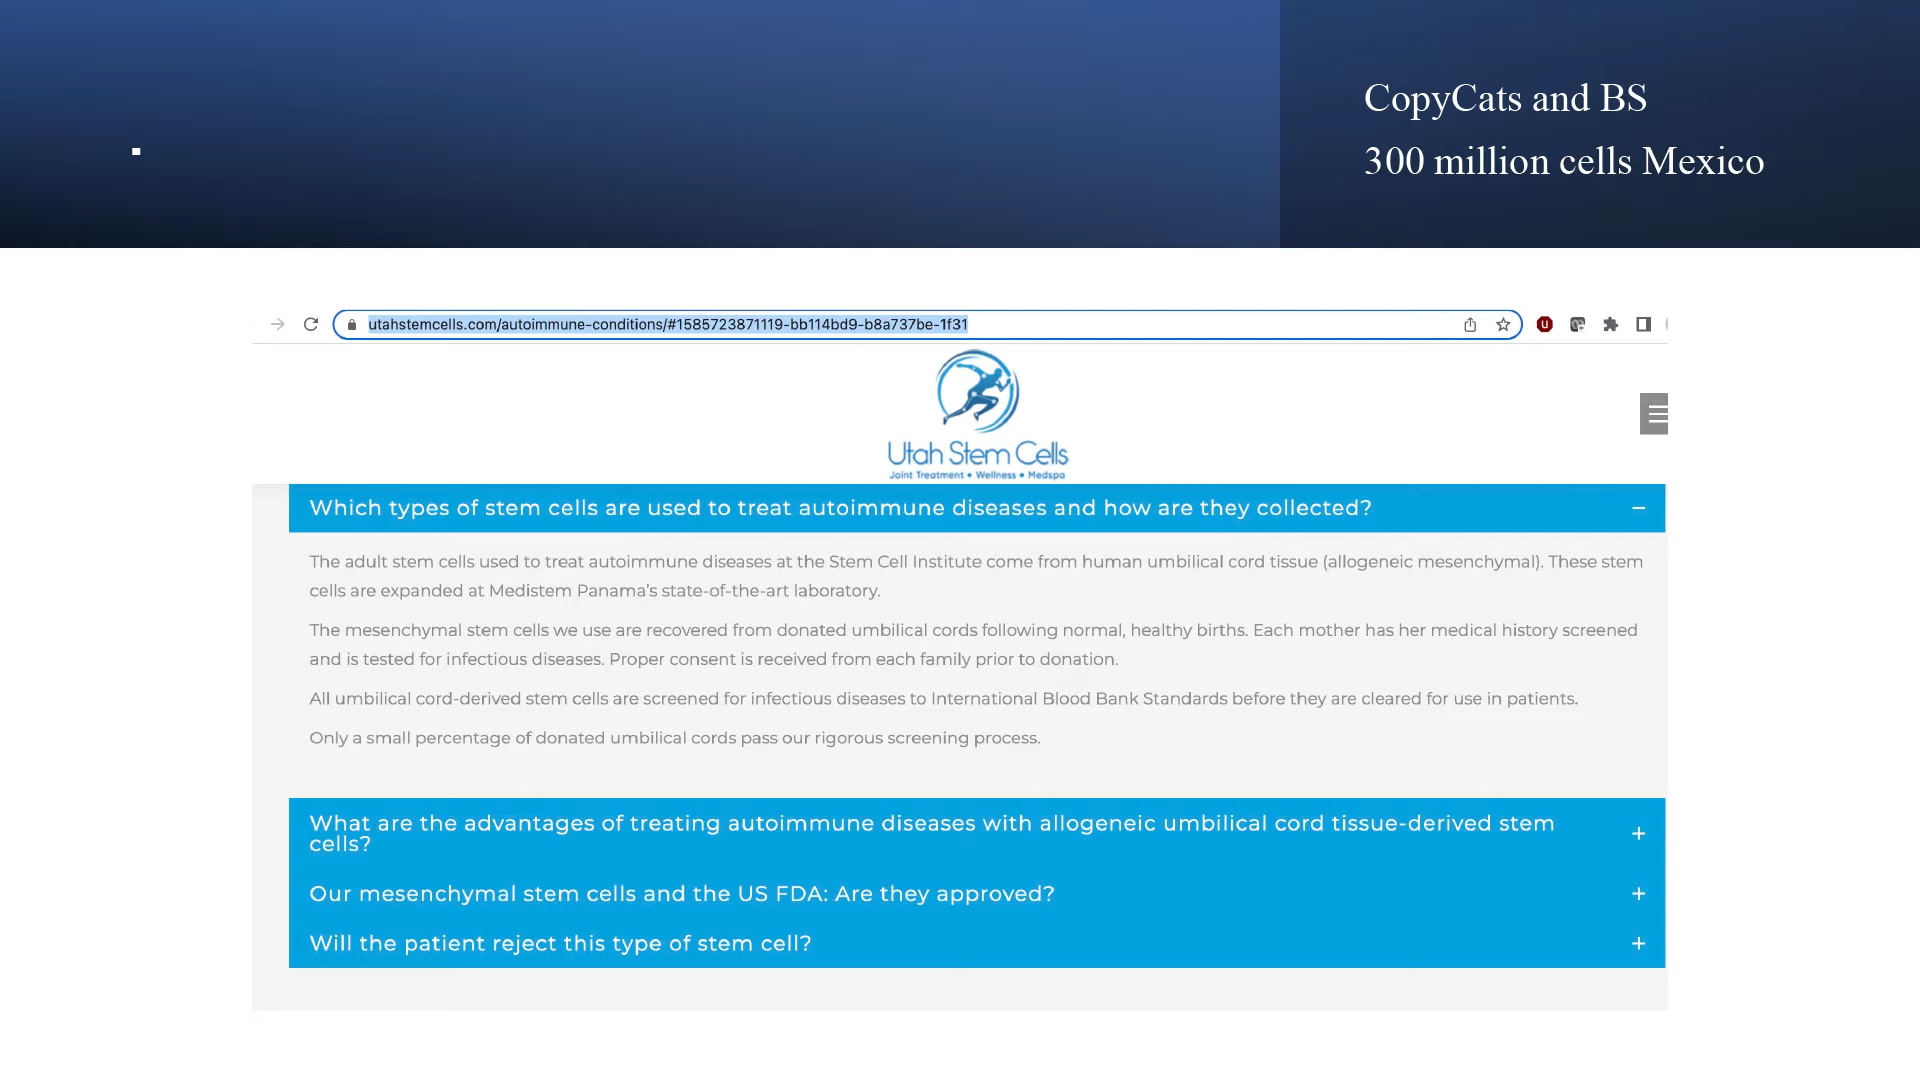 CopyCats and BS
300 million cells Mexico
utahstemcells.com/autoimmune-conditions/#1585723871119-bb114bd9-b8a737be-1f31
Utah Stem Cells
Joint Treatment • Wellness • Medspa
Which types of stem cells are used to treat autoimmune diseases and how are they collected?
The adult stem cells used to treat autoimmune diseases at the Stem Cell Institute come from human umbilical cord tissue (allogeneic mesenchymal). These stem
cells are expanded at Medistem Panama’s state-of-the-art laboratory.
The mesenchymal stem cells we use are recovered from donated umbilical cords following normal, healthy births. Each mother has her medical history screened
and is tested for infectious diseases. Proper consent is received from each family prior to donation.
All umbilical cord-derived stem cells are screened for infectious diseases to International Blood Bank Standards before they are cleared for use in patients.
Only a small percentage of donated umbilical cords pass our rigorous screening process.
What are the advantages of treating autoimmune diseases with allogeneic umbilical cord tissue-derived stem
cells?
Our mesenchymal stem cells and the US FDA: Are they approved?
Will the patient reject this type of stem cell?